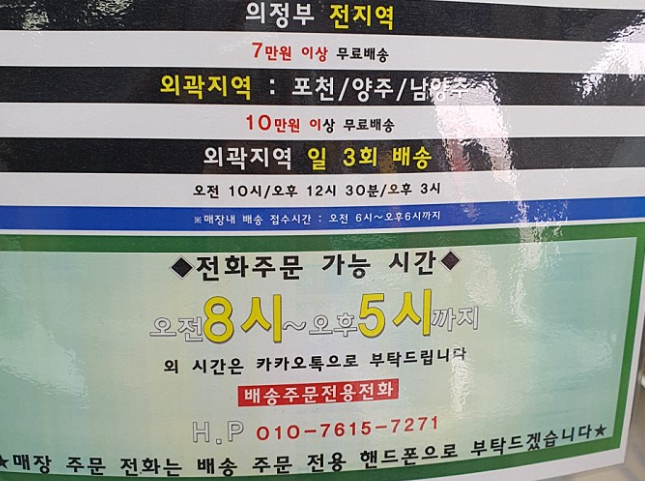 의정부 전지역
7만원 이상 무료배송
외곽지역 : 포천/양주/남양주
10만원 이상 무료배송
외곽지역 일 3회 배송
오전 10시/오후 12시 30분/오후 3시
※매장내 배송 접수시간 : 오전 6시~오후6시까지
◆전화주문 가능 시간◆
오전8시~오후5시까지
외 시간은 카카오톡으로 부탁드립니다
배송주문전용전화
H.P 010-7615-7271
★매장 주문 전화는 배송 주문 전용 핸드폰으로 부탁드겠습니다★